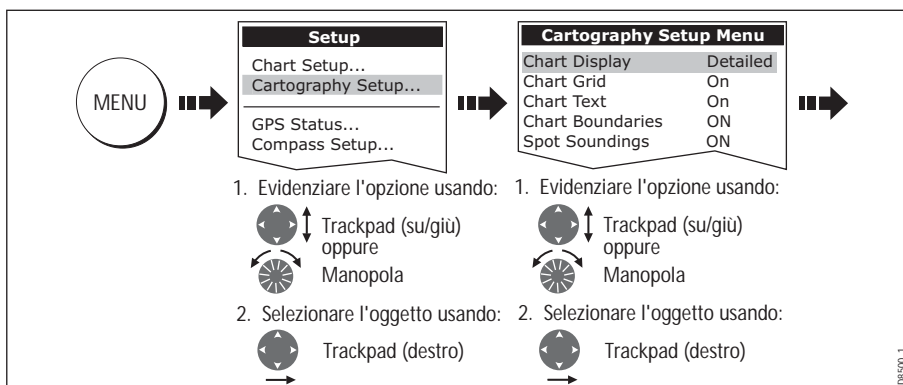 MENU
Setup
Chart Setup...
Cartography Setup...
GPS Status...
Compass Setup...
1. Evidenziare l'opzione usando:
Trackpad (su/giù)
oppure
Manopola
2. Selezionare l'oggetto usando:
Trackpad (destro)
Cartography Setup Menu
Chart Display Detailed
Chart Grid On
Chart Text On
Chart Boundaries ON
Spot Soundings ON
1. Evidenziare l'opzione usando:
Trackpad (su/giù)
oppure
Manopola
2. Selezionare l'oggetto usando:
Trackpad (destro)
D8500_1